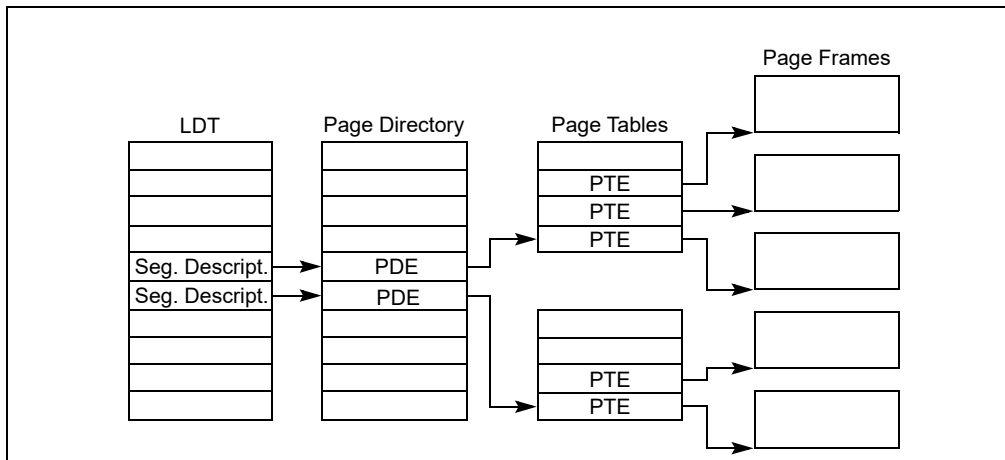 Page Frames
LDT
Page Directory
Page Tables
PTE
PTE
PTE
Seg. Descript.
PDE
Seg. Descript.
PDE
PTE
PTE